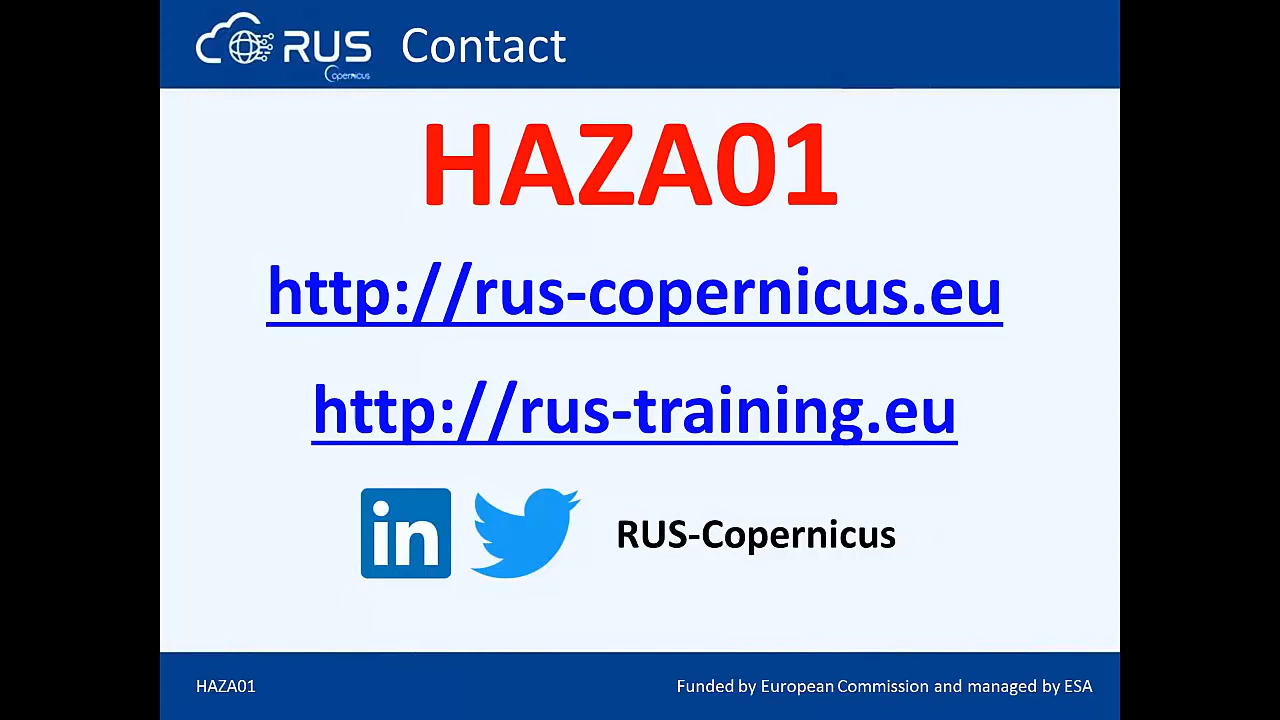 RUS Contact
Copernicus
HAZA01
http://rus-copernicus.eu
http://rus-training.eu
in RUS-Copernicus
HAZA01 Funded by European Commission and managed by ESA